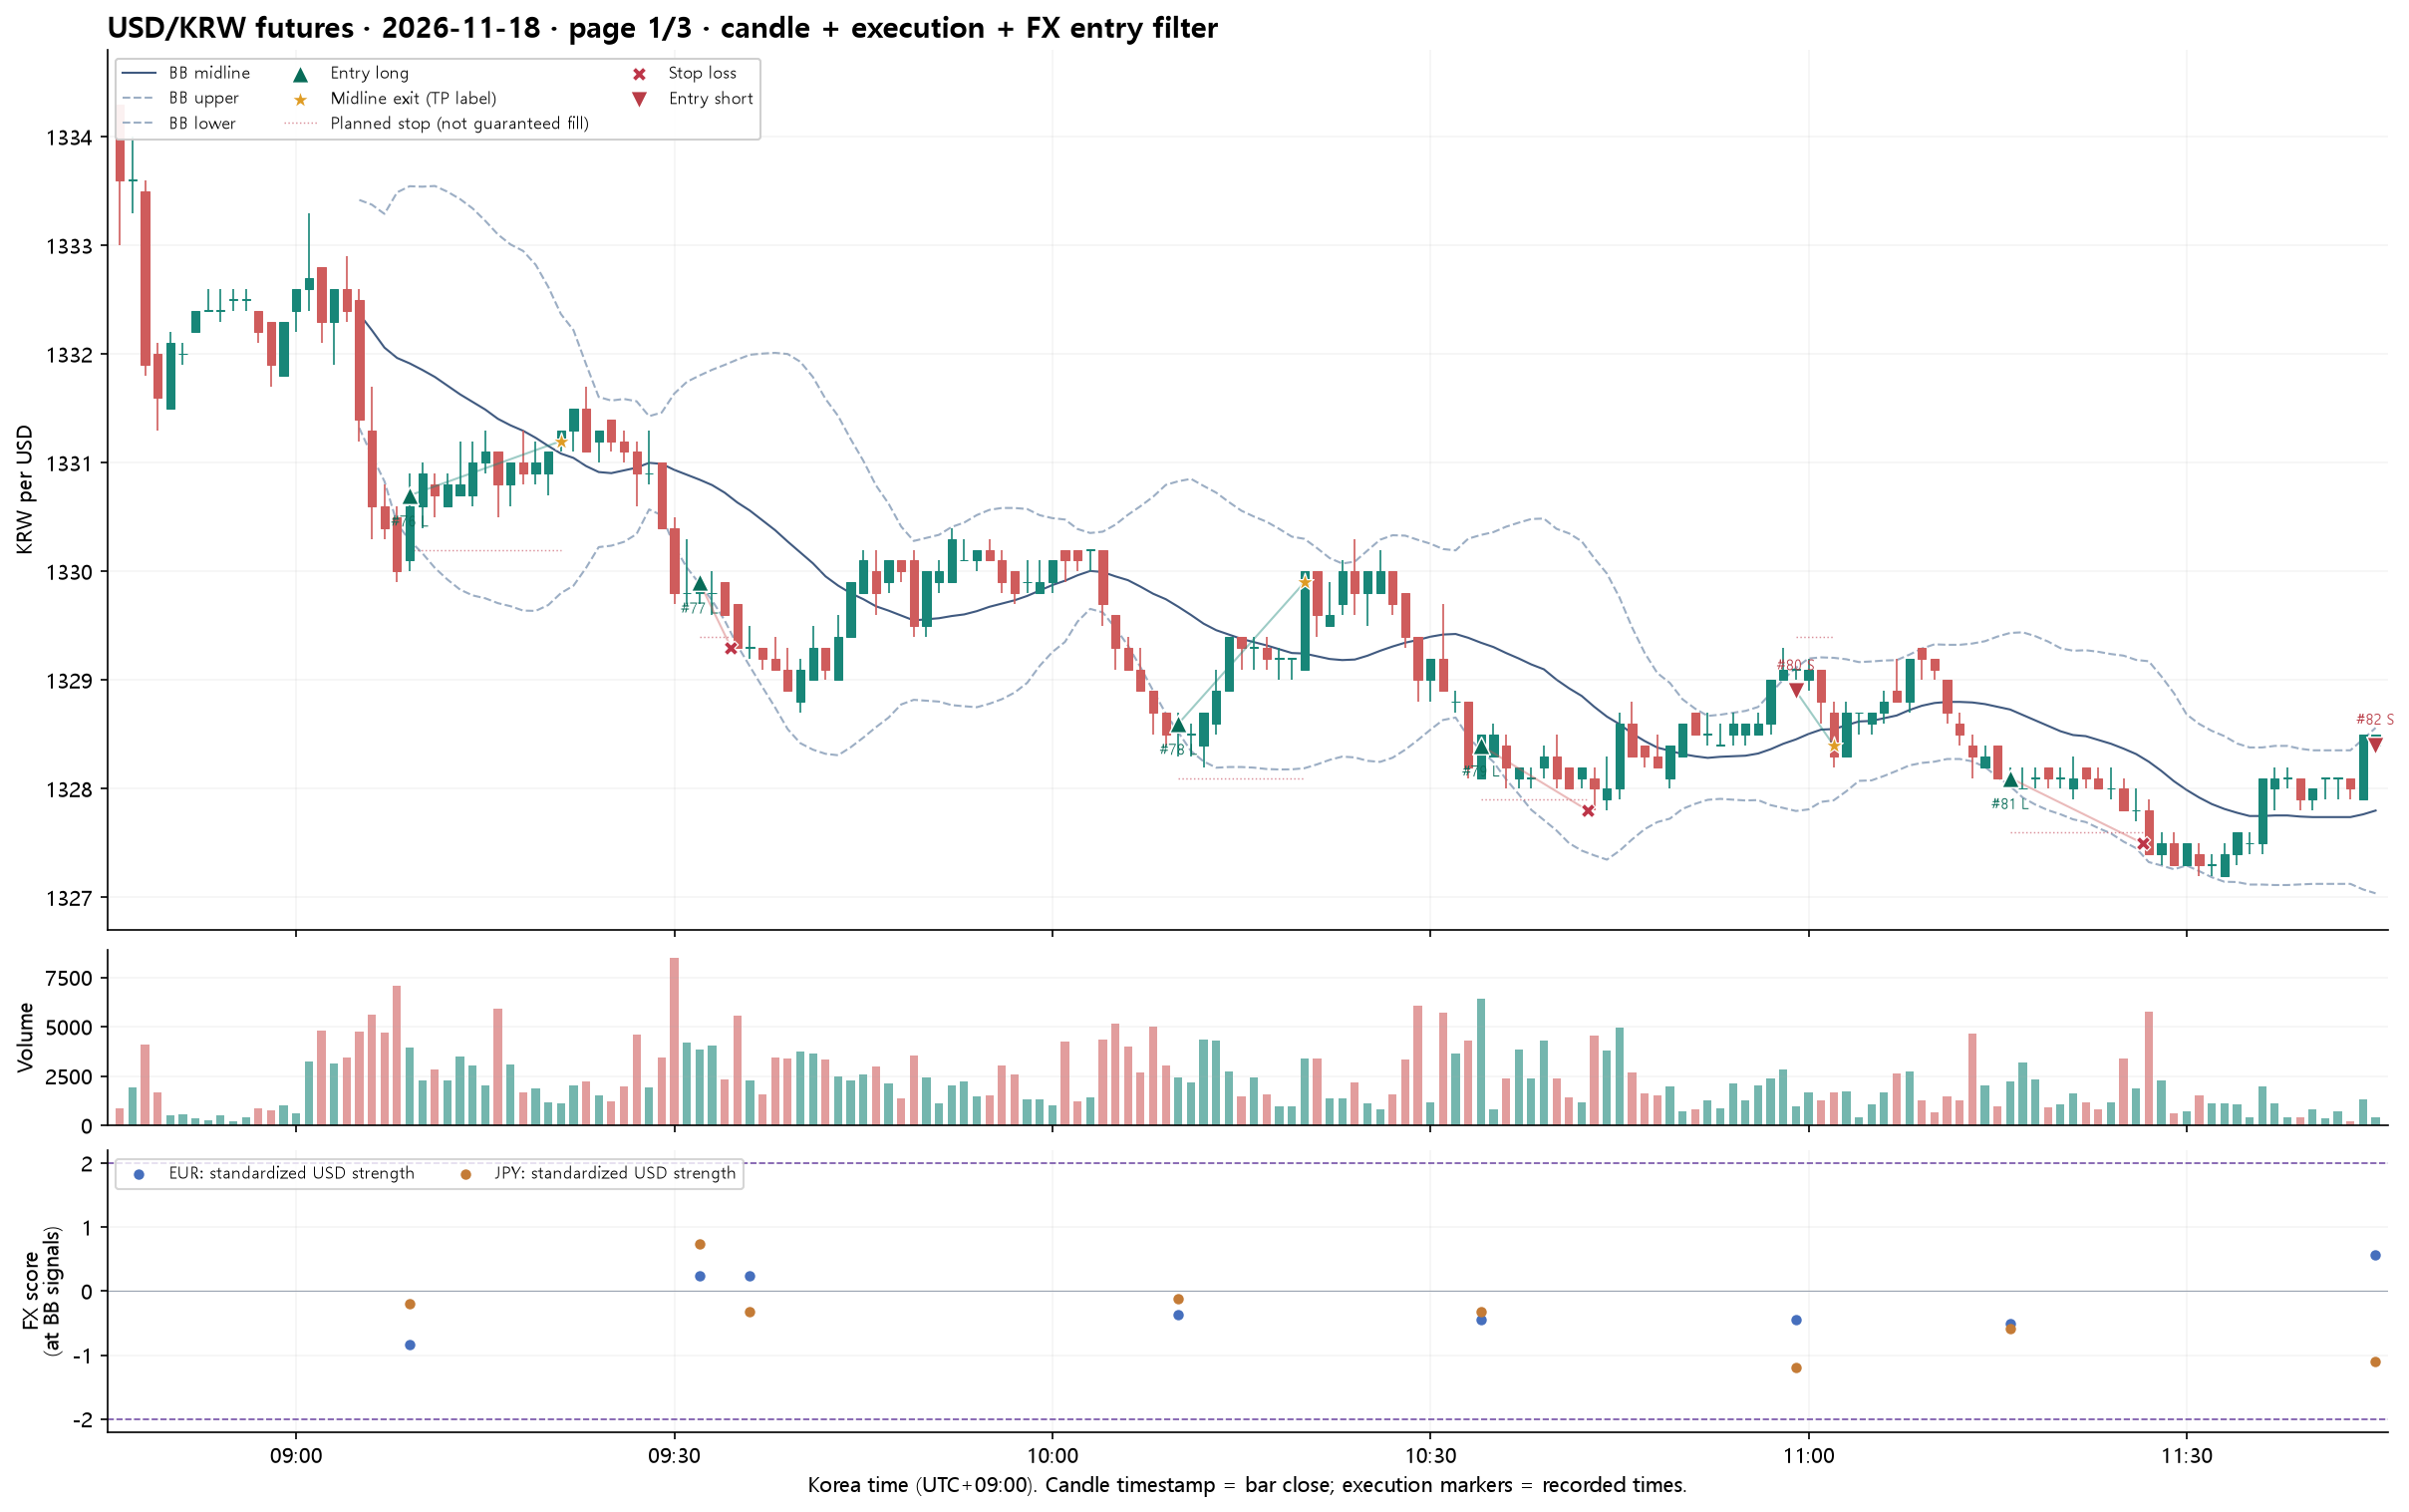 USD/KRW futures · 2026-11-18 · page 1/3 · candle + execution + FX entry filter
BB midline
BB upper
BB lower
Entry long
Midline exit (TP label)
Planned stop (not guaranteed fill)
Stop loss
Entry short
KRW per USD
1334
1333
1332
1331
1330
1329
1328
1327
#76 L
#77 L
#78 L
#79 L
#80 S
#81 L
#82 S
Volume
7500
5000
2500
0
EUR: standardized USD strength
JPY: standardized USD strength
FX score
(at BB signals)
2
1
0
-1
-2
09:00
09:30
10:00
10:30
11:00
11:30
Korea time (UTC+09:00). Candle timestamp = bar close; execution markers = recorded times.